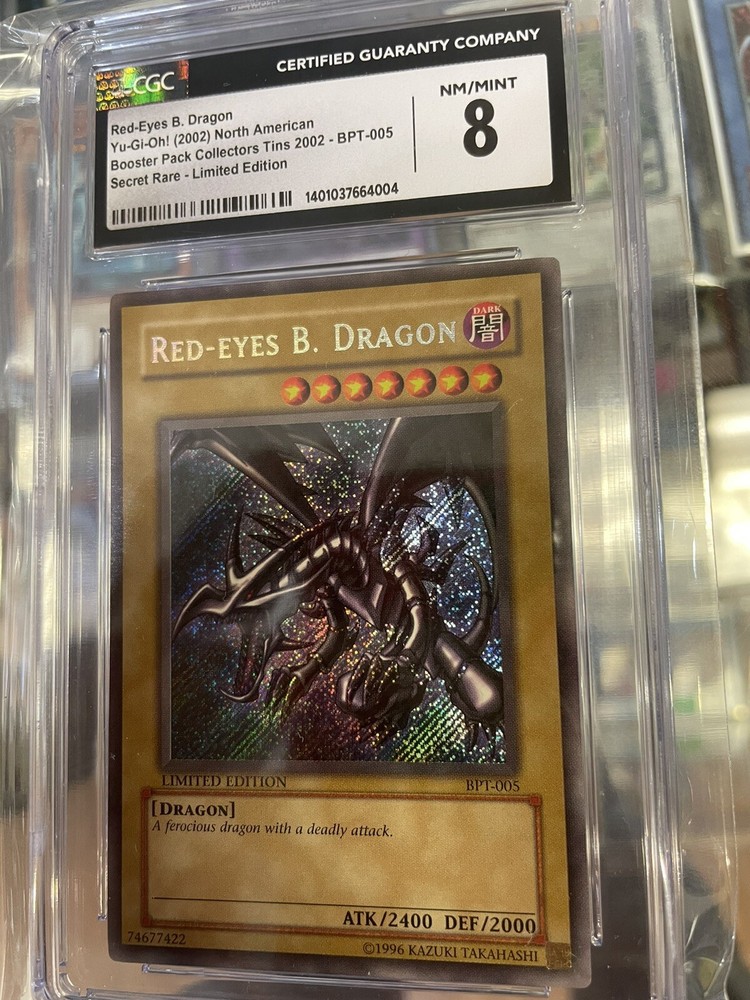 CERTIFIED GUARANTY COMPANY
CGC
Red-Eyes B. Dragon
Yu-Gi-Oh! (2002) North American
Booster Pack Collectors Tins 2002 - BPT-005
Secret Rare - Limited Edition
1401037664004
NM/MINT
8
RED-EYES B. DRAGON
DARK
闇
LIMITED EDITION
BPT-005
[DRAGON]
A ferocious dragon with a deadly attack.
ATK/2400 DEF/2000
74677422
©1996 KAZUKI TAKAHASHI